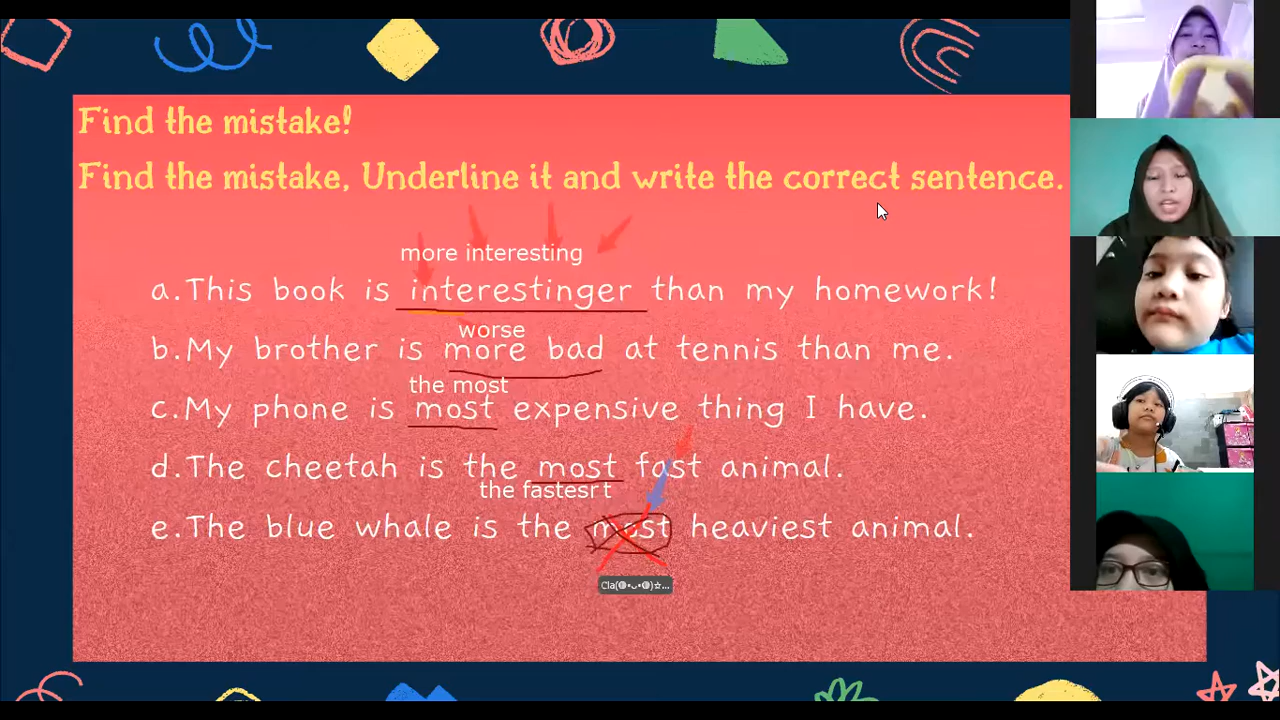 Find the mistake!
Find the mistake, Underline it and write the correct sentence.
more interesting
a.This book is interestinger than my homework!
worse
b.My brother is more bad at tennis than me.
the most
c.My phone is most expensive thing I have.
d.The cheetah is the most fast animal.
the fastesr t
e.The blue whale is the most heaviest animal.